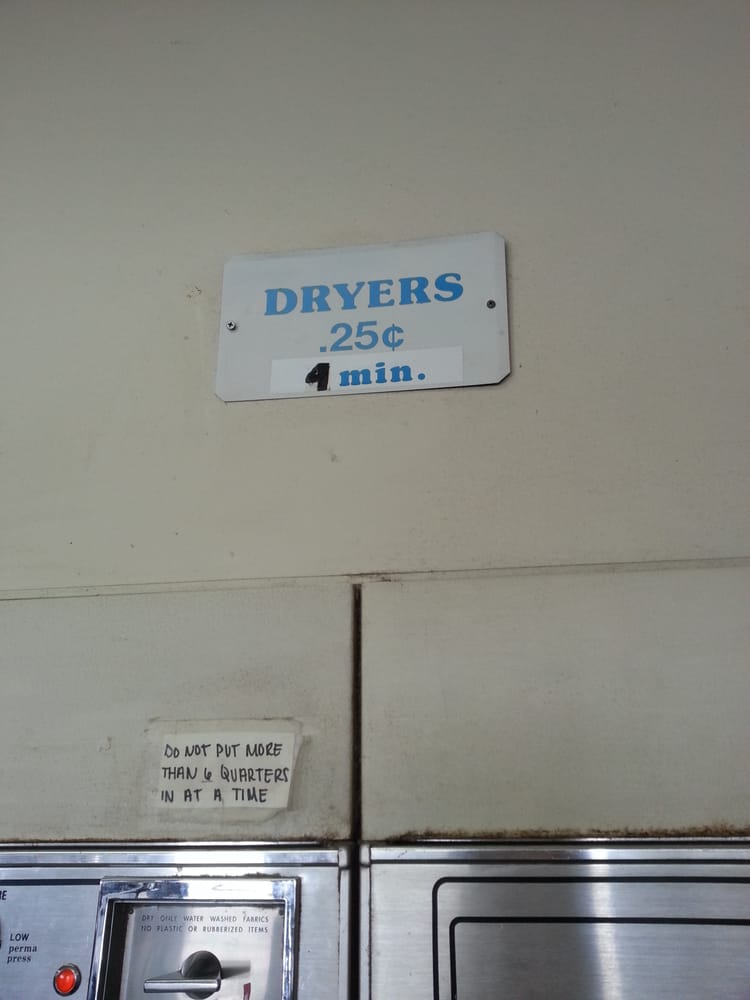 DRYERS
.25¢
4 min.
DO NOT PUT MORE
THAN 6 QUARTERS
IN AT A TIME
DRY ONLY WATER WASHED FABRICS
NO PLASTIC OR RUBBERIZED ITEMS
LOW
perma
press